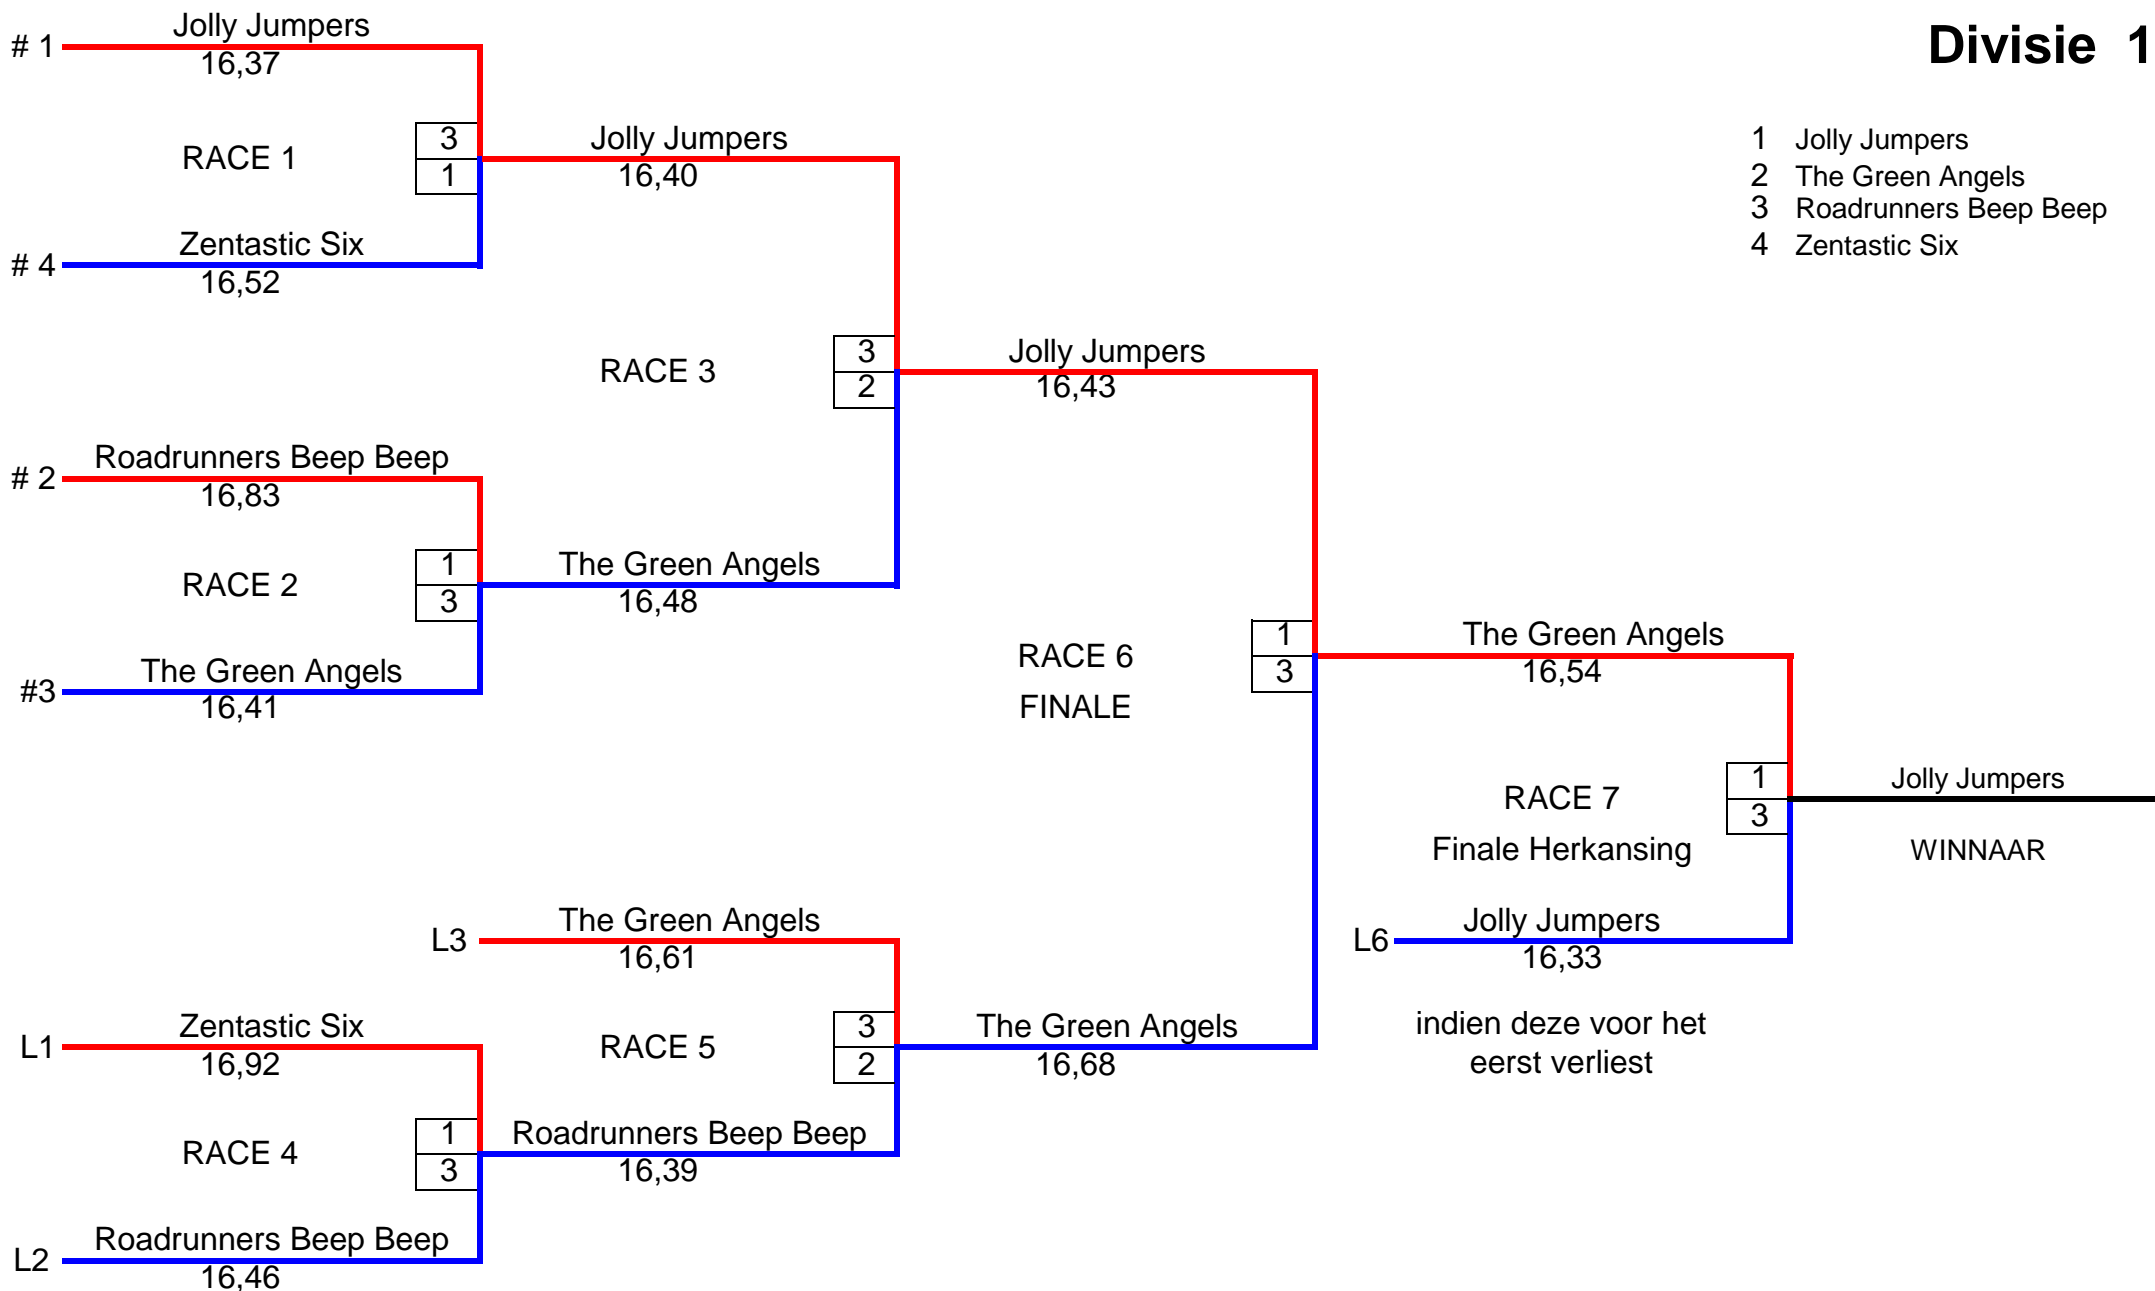 Divisie 1
1 Jolly Jumpers
2 The Green Angels
3 Roadrunners Beep Beep
4 Zentastic Six
# 1
Jolly Jumpers
16,37
RACE 1
3
1
# 4
Zentastic Six
16,52
Jolly Jumpers
16,40
RACE 3
3
2
# 2
Roadrunners Beep Beep
16,83
RACE 2
1
3
#3
The Green Angels
16,41
The Green Angels
16,48
Jolly Jumpers
16,43
RACE 6
FINALE
1
3
The Green Angels
16,54
RACE 7
Finale Herkansing
1
3
Jolly Jumpers
WINNAAR
L6
Jolly Jumpers
16,33
indien deze voor het
eerst verliest
L3
The Green Angels
16,61
RACE 5
3
2
The Green Angels
16,68
L1
Zentastic Six
16,92
RACE 4
1
3
Roadrunners Beep Beep
16,39
L2
Roadrunners Beep Beep
16,46